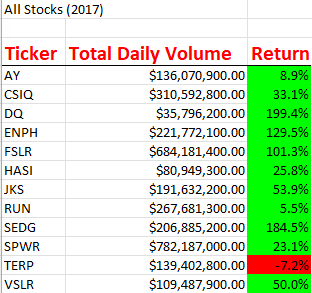 All Stocks (2017)
Ticker Total Daily Volume Return
AY $136,070,900.00 8.9%
CSIQ $310,592,800.00 33.1%
DQ $35,796,200.00 199.4%
ENPH $221,772,100.00 129.5%
FSLR $684,181,400.00 101.3%
HASI $80,949,300.00 25.8%
JKS $191,632,200.00 53.9%
RUN $267,681,300.00 5.5%
SEDG $206,885,200.00 184.5%
SPWR $782,187,000.00 23.1%
TERP $139,402,800.00 -7.2%
VSLR $109,487,900.00 50.0%